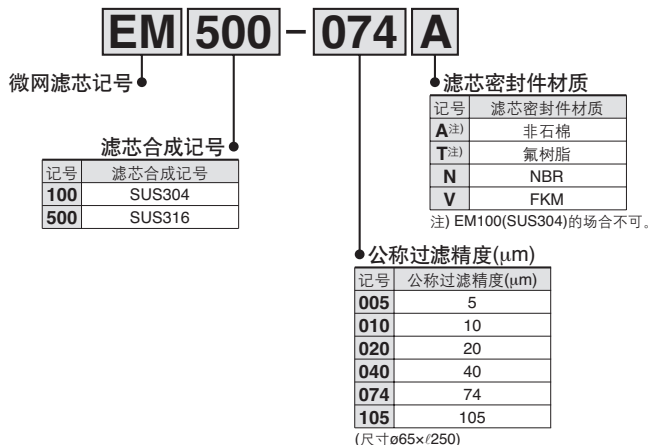 EM 500 - 074 A
微网滤芯记号
滤芯合成记号
记号 滤芯合成记号
100 SUS304
500 SUS316
滤芯密封件材质
记号 滤芯密封件材质
A注) 非石棉
T注) 氟树脂
N NBR
V FKM
注) EM100(SUS304)的场合不可。
公称过滤精度(μm)
记号 公称过滤精度(μm)
005 5
010 10
020 20
040 40
074 74
105 105
(尺寸ø65×ℓ250)